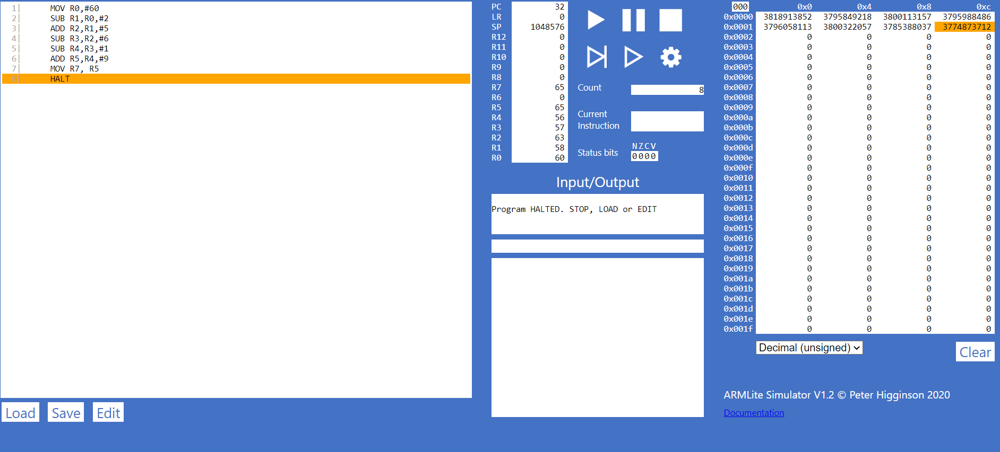 1| MOV R0,#60
2| SUB R1,R0,#2
3| ADD R2,R1,#5
4| SUB R3,R2,#6
5| SUB R4,R3,#1
6| ADD R5,R4,#9
7| MOV R7, R5
8| HALT
Load Save Edit
PC 32
LR 0
SP 1048576
R12 0
R11 0
R10 0
R9 0
R8 0
R7 65
R6 0
R5 65
R4 56
R3 57
R2 63
R1 58
R0 60
Count 8
Current
Instruction
NZCV
Status bits 0000
Input/Output
Program HALTED. STOP, LOAD or EDIT
000 0x0 0x4 0x8 0xc
0x0000 3818913852 3795849218 3800113157 3795988486
0x0001 3796058113 3800322057 3785388037 3774873712
0x0002 0 0 0 0
0x0003 0 0 0 0
0x0004 0 0 0 0
0x0005 0 0 0 0
0x0006 0 0 0 0
0x0007 0 0 0 0
0x0008 0 0 0 0
0x0009 0 0 0 0
0x000a 0 0 0 0
0x000b 0 0 0 0
0x000c 0 0 0 0
0x000d 0 0 0 0
0x000e 0 0 0 0
0x000f 0 0 0 0
0x0010 0 0 0 0
0x0011 0 0 0 0
0x0012 0 0 0 0
0x0013 0 0 0 0
0x0014 0 0 0 0
0x0015 0 0 0 0
0x0016 0 0 0 0
0x0017 0 0 0 0
0x0018 0 0 0 0
0x0019 0 0 0 0
0x001a 0 0 0 0
0x001b 0 0 0 0
0x001c 0 0 0 0
0x001d 0 0 0 0
0x001e 0 0 0 0
0x001f 0 0 0 0
Decimal (unsigned)
Clear
ARMLite Simulator V1.2 © Peter Higginson 2020
Documentation